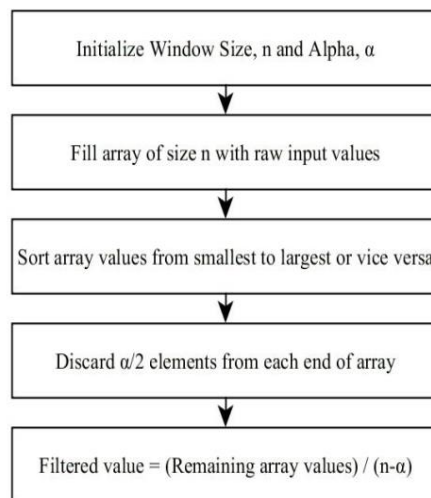 Initialize Window Size, n and Alpha, α
Fill array of size n with raw input values
Sort array values from smallest to largest or vice versa
Discard α/2 elements from each end of array
Filtered value = (Remaining array values) / (n-α)